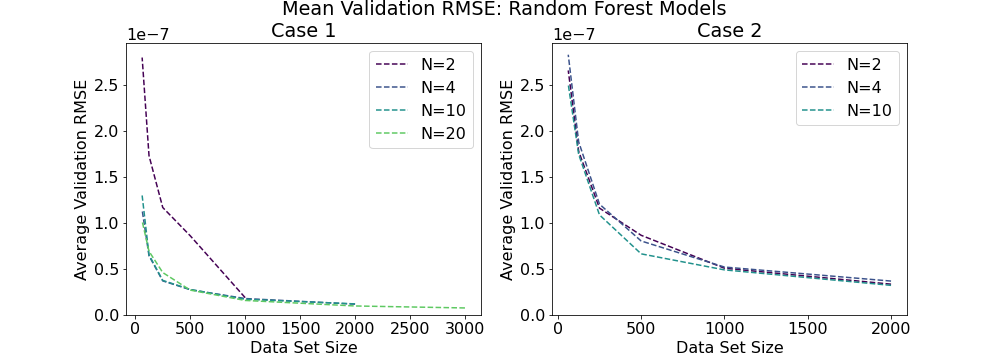 Mean Validation RMSE: Random Forest Models
Case 1
1e−7
Average Validation RMSE
2.5
2.0
1.5
1.0
0.5
0.0
0 500 1000 1500 2000 2500 3000
Data Set Size
N=2
N=4
N=10
N=20
Case 2
1e−7
Average Validation RMSE
2.5
2.0
1.5
1.0
0.5
0.0
0 500 1000 1500 2000
Data Set Size
N=2
N=4
N=10